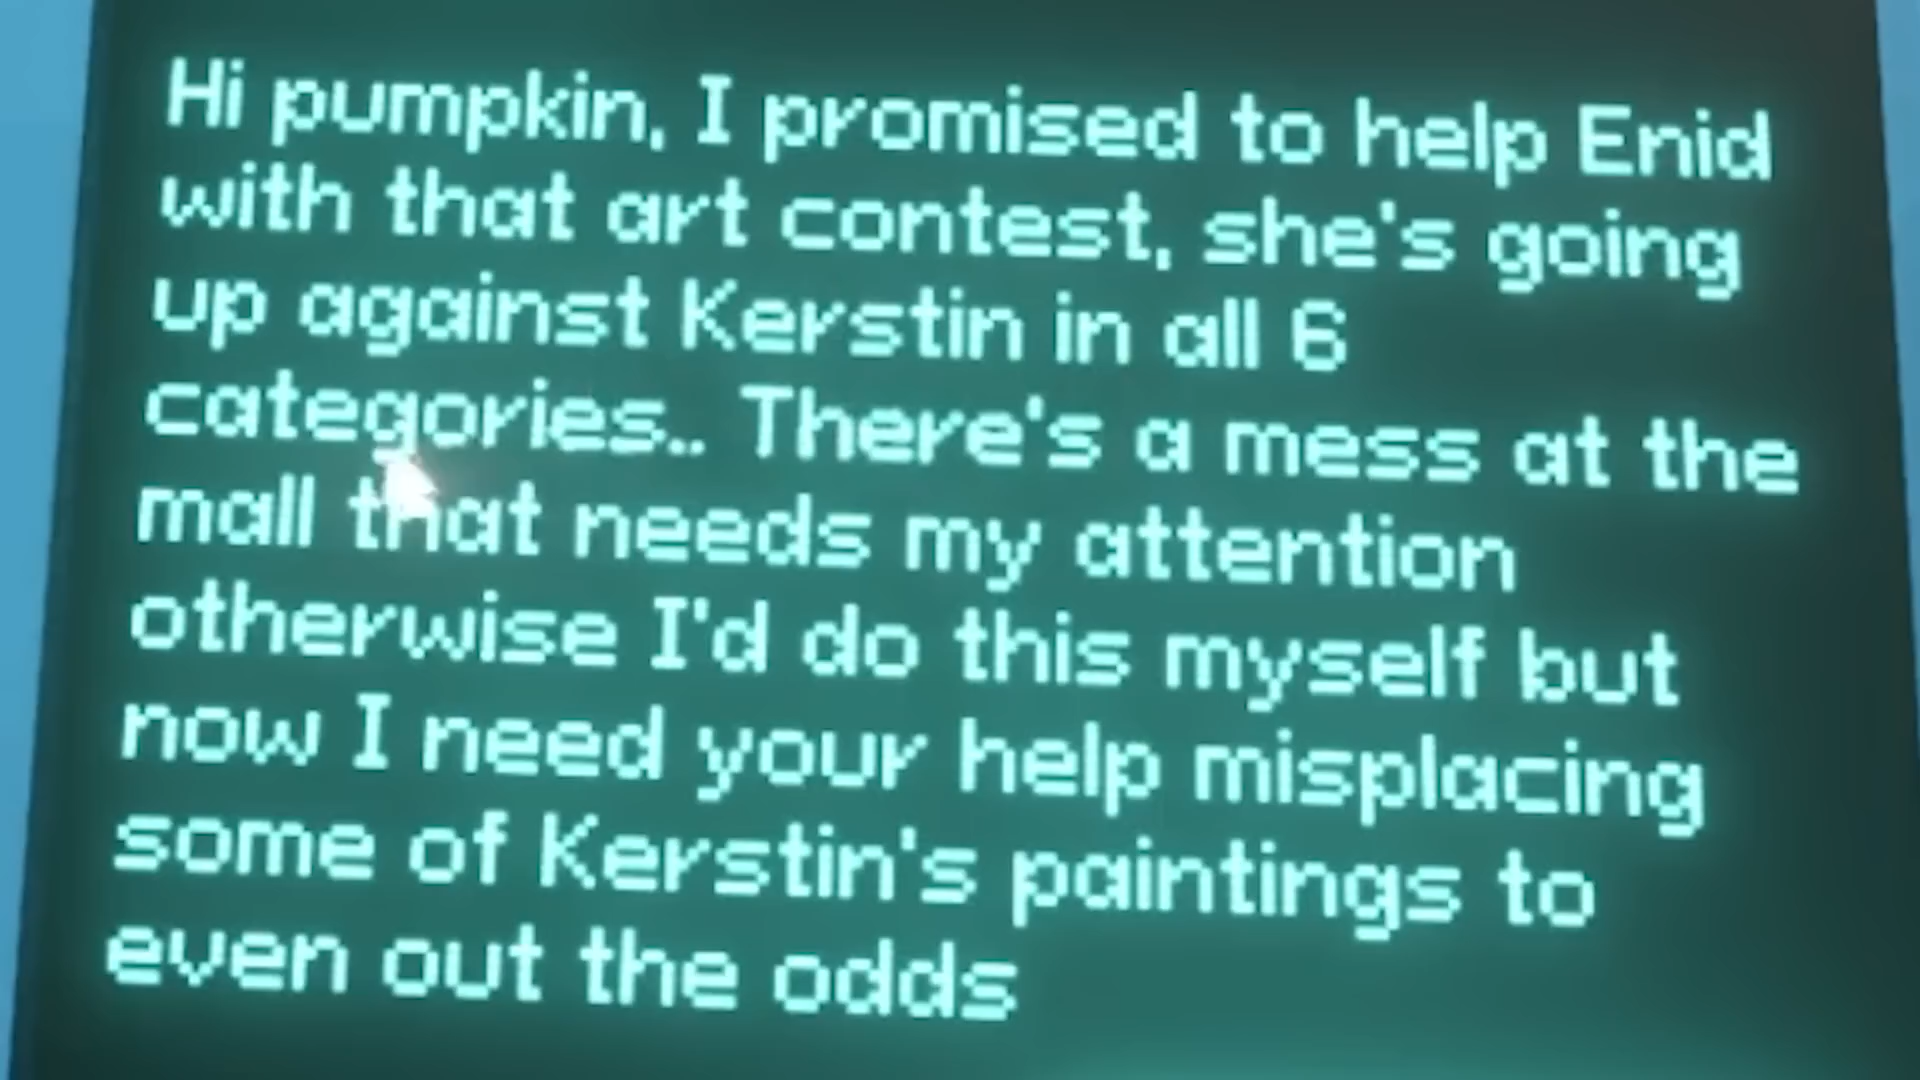 Hi pumpkin, I promised to help Enid
with that art contest, she's going
up against Kerstin in all 6
categories.. There's a mess at the
mall that needs my attention
otherwise I'd do this myself but
now I need your help misplacing
some of Kerstin's paintings to
even out the odds